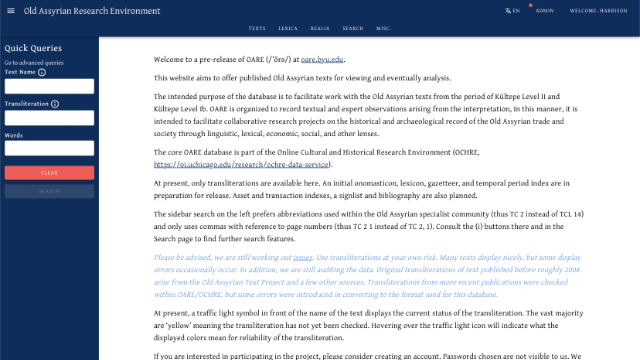 Old Assyrian Research Environment
EN
ADMIN
WELCOME, HARRISON
TEXTS LEXICA REALIA SEARCH MISC.
Quick Queries
Go to advanced queries
Text Name
Transliteration
Words
CLEAR
SEARCH
Welcome to a pre-release of OARE (/ˈōrə/) at oare.byu.edu.
This website aims to offer published Old Assyrian texts for viewing and eventually analysis.
The intended purpose of the database is to facilitate work with the Old Assyrian texts from the period of Kültepe Level II and
Kültepe Level Ib. OARE is organized to record textual and expert observations arising from the interpretation, In this manner, it is
intended to facilitate collaborative research projects on the historical and archaeological record of the Old Assyrian trade and
society through linguistic, lexical, economic, social, and other lenses.
The core OARE database is part of the Online Cultural and Historical Research Environment (OCHRE,
https://oi.uchicago.edu/research/ochre-data-service).
At present, only transliterations are available here. An initial onomasticon, lexicon, gazetteer, and temporal period index are in
preparation for release. Asset and transaction indexes, a signlist and bibliography are also planned.
The sidebar search on the left prefers abbreviations used within the Old Assyrian specialist community (thus TC 2 instead of TCL 14)
and only uses commas with reference to page numbers (thus TC 2 1 instead of TC 2, 1). Consult the (i) buttons there and in the
Search page to find further search features.
Please be advised, we are still working out issues. Use transliterations at your own risk. Many texts display nicely, but some display
errors occasionally occur. In addition, we are still auditing the data. Original transliterations of text published before roughly 2008
arise from the Old Assyrian Text Project and a few other sources. Transliterations from more recent publications were checked
within OARE/OCHRE, but some errors were introduced in converting to the format used for this database.
At present, a traffic light symbol in front of the name of the text displays the current status of the transliteration. The vast majority
are 'yellow' meaning the transliteration has not yet been checked. Hovering over the traffic light icon will indicate what the
displayed colors mean for reliability of the transliteration.
If you are interested in participating in the project, please consider creating an account. Passwords chosen are not visible to us. We